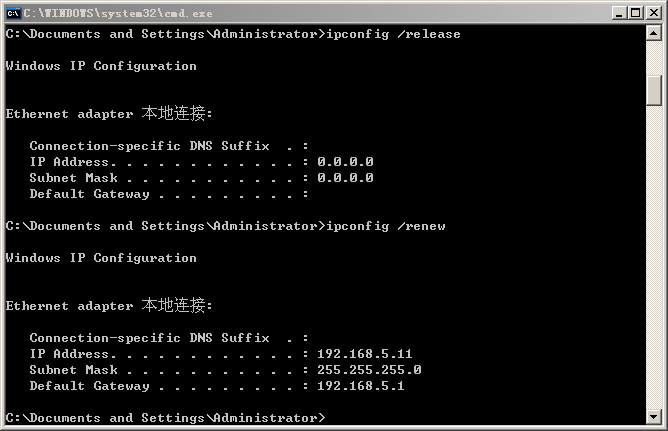 C:\WINDOWS\system32\cmd.exe
C:\Documents and Settings\Administrator>ipconfig /release
Windows IP Configuration
Ethernet adapter 本地连接:
Connection-specific DNS Suffix  . :
IP Address. . . . . . . . . . . . : 0.0.0.0
Subnet Mask . . . . . . . . . . . : 0.0.0.0
Default Gateway . . . . . . . . . :
C:\Documents and Settings\Administrator>ipconfig /renew
Windows IP Configuration
Ethernet adapter 本地连接:
Connection-specific DNS Suffix  . :
IP Address. . . . . . . . . . . . : 192.168.5.11
Subnet Mask . . . . . . . . . . . : 255.255.255.0
Default Gateway . . . . . . . . . : 192.168.5.1
C:\Documents and Settings\Administrator>